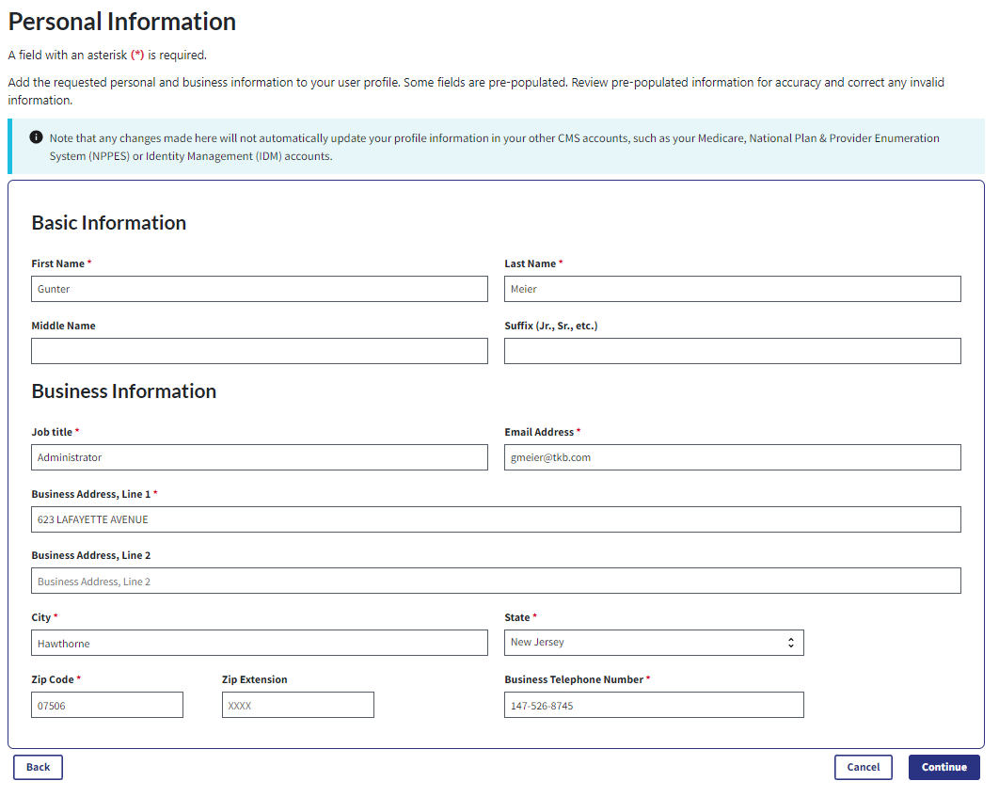 Personal Information
A field with an asterisk (*) is required.
Add the requested personal and business information to your user profile. Some fields are pre-populated. Review pre-populated information for accuracy and correct any invalid
information.
Note that any changes made here will not automatically update your profile information in your other CMS accounts, such as your Medicare, National Plan & Provider Enumeration
System (NPPES) or Identity Management (IDM) accounts.
Basic Information
First Name * Last Name *
Gunter Meier
Middle Name Suffix (Jr., Sr., etc.)
Business Information
Job title * Email Address *
Administrator gmeier@tkb.com
Business Address, Line 1 *
623 LAFAYETTE AVENUE
Business Address, Line 2
Business Address, Line 2
City * State *
Hawthorne New Jersey
Zip Code * Zip Extension Business Telephone Number *
07506 XXXX 147-526-8745
Back Cancel Continue